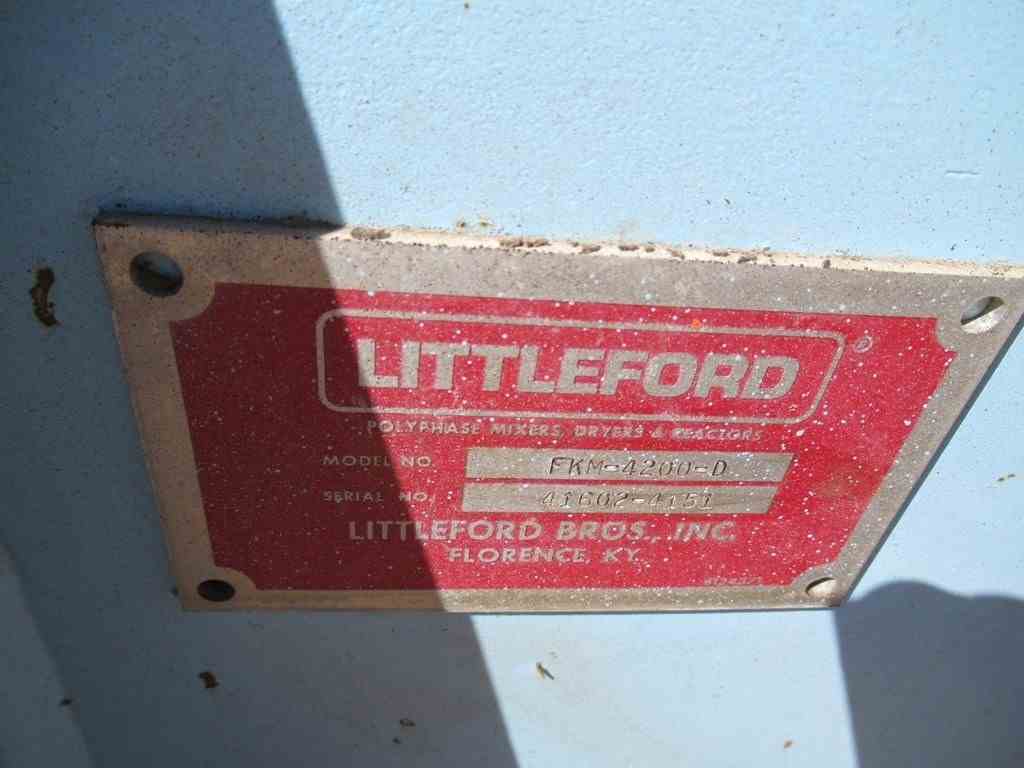 LITTLEFORD ®
POLYPHASE MIXERS, DRYERS & REACTORS
MODEL NO. FKM-4200-D
SERIAL NO. 41602-4151
LITTLEFORD BROS., INC.
FLORENCE, KY.